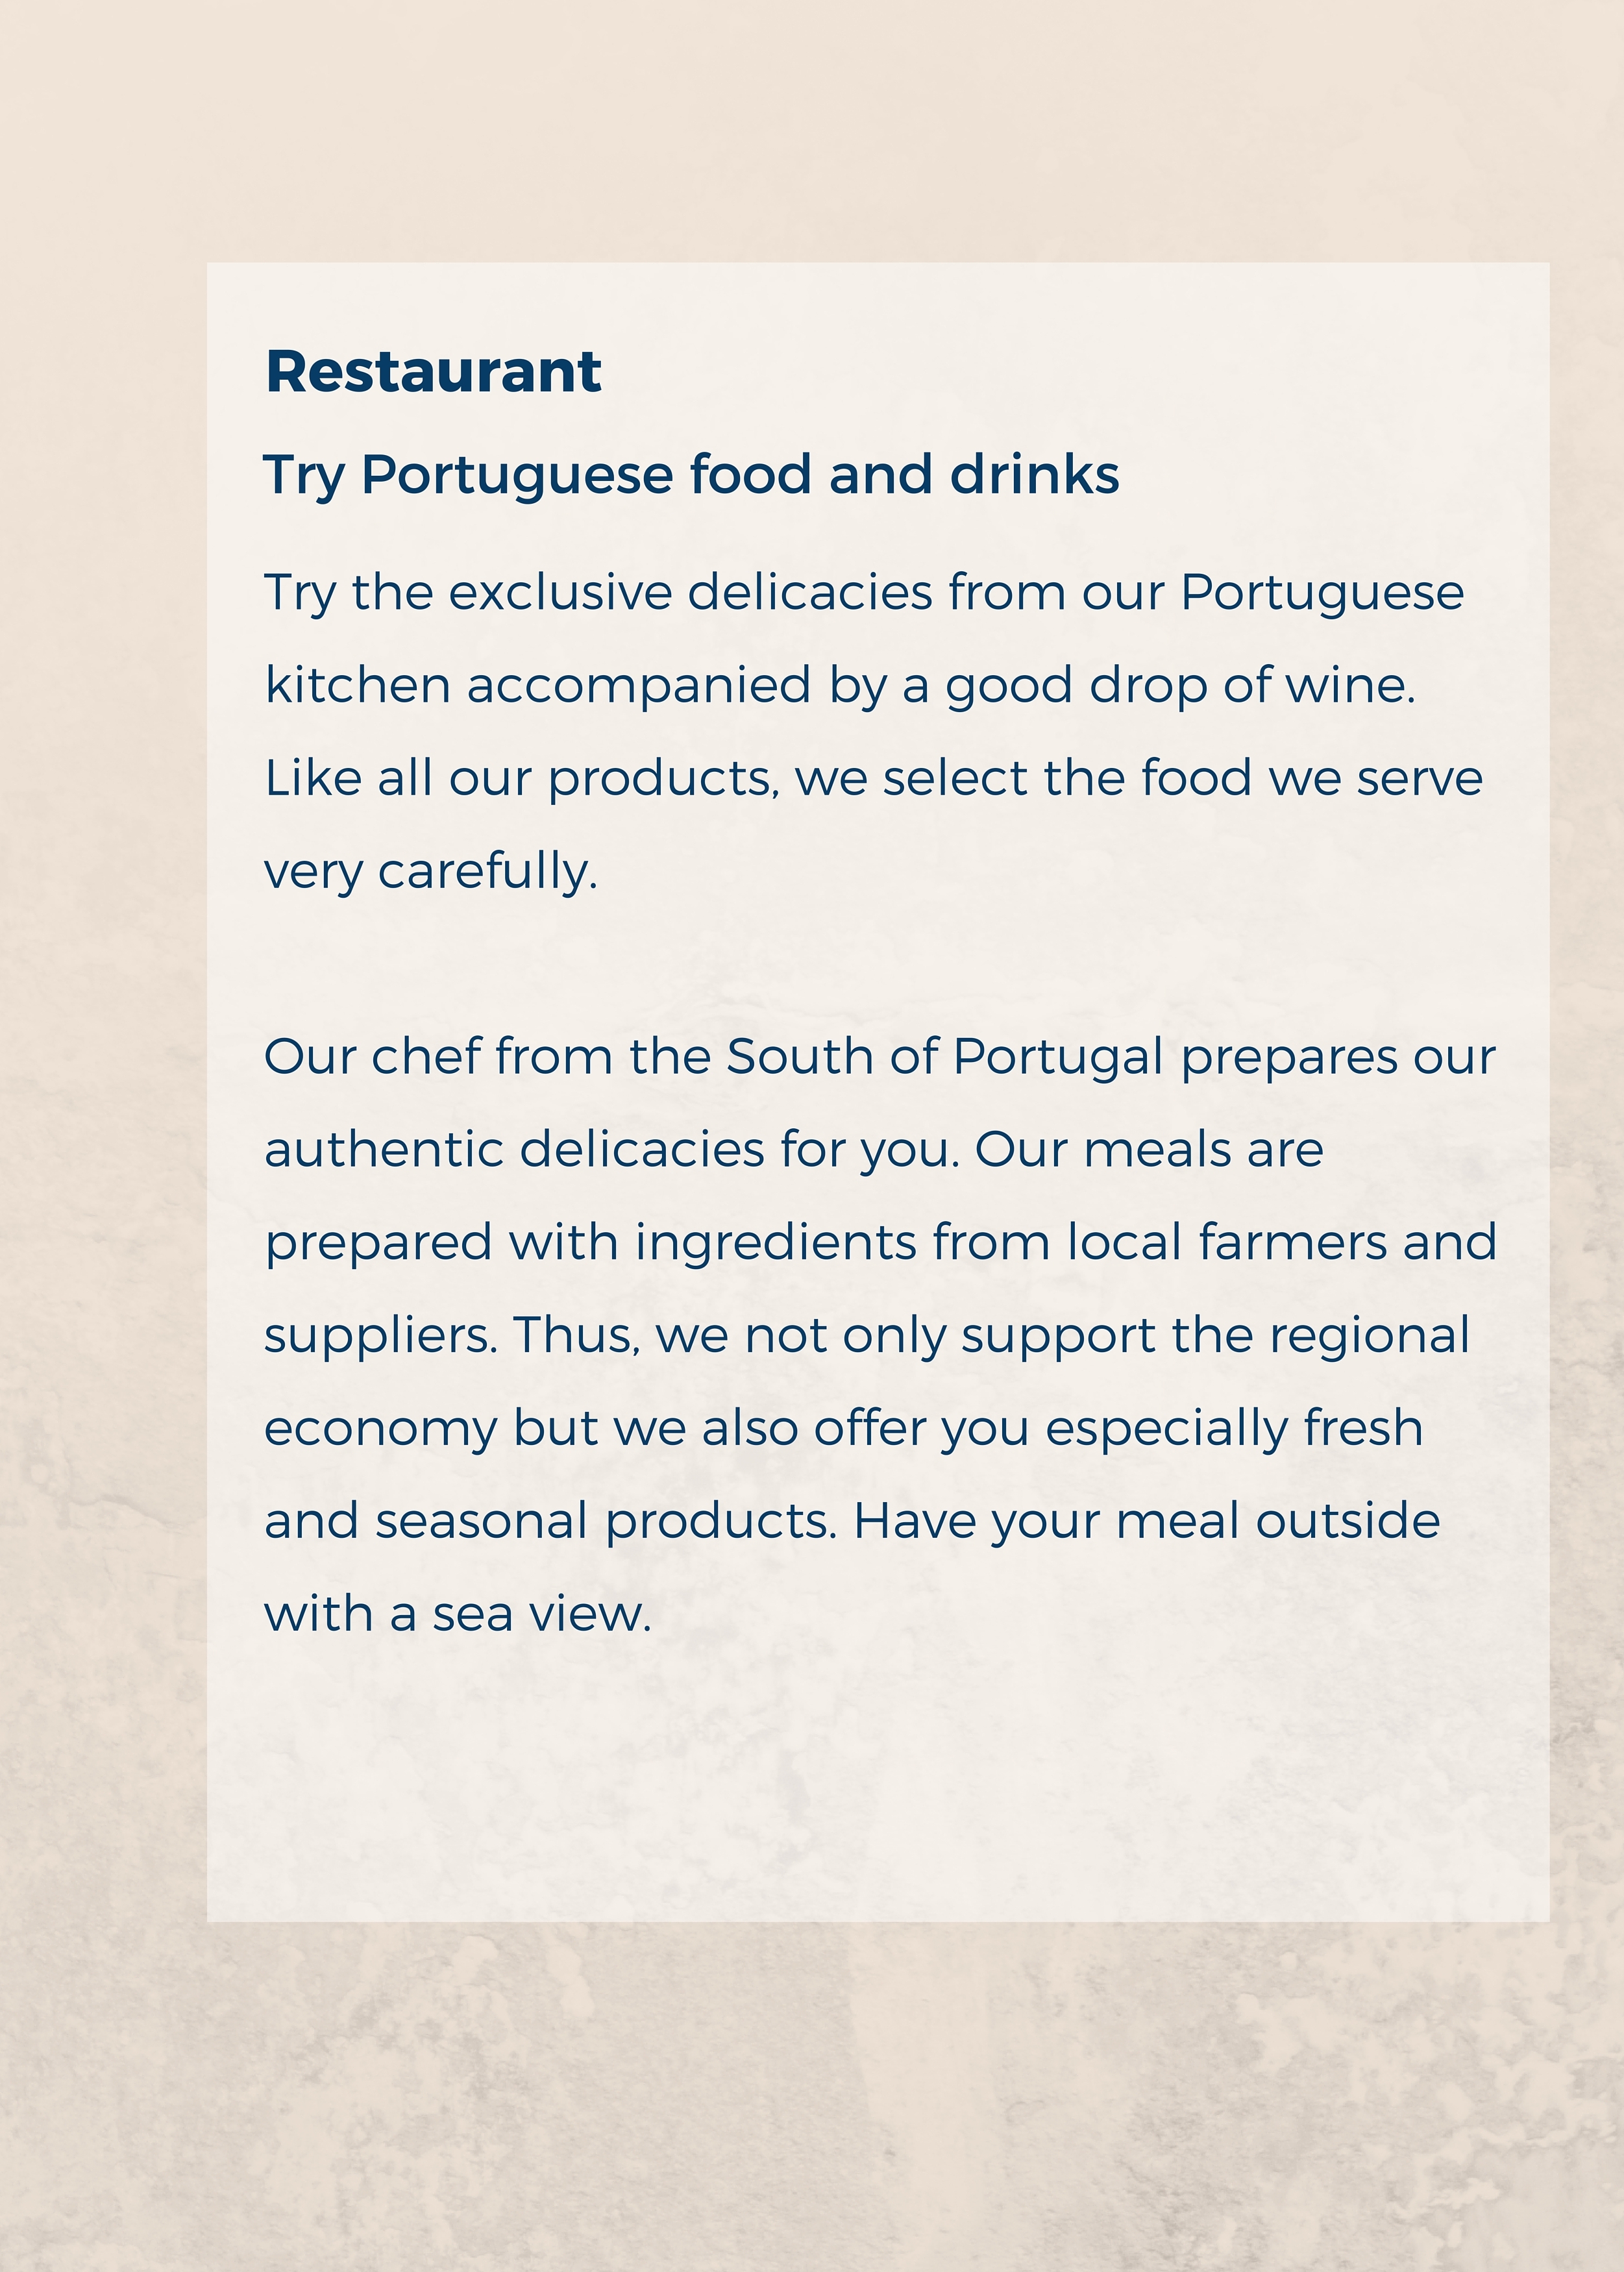 Restaurant
Try Portuguese food and drinks
Try the exclusive delicacies from our Portuguese
kitchen accompanied by a good drop of wine.
Like all our products, we select the food we serve
very carefully.
Our chef from the South of Portugal prepares our
authentic delicacies for you. Our meals are
prepared with ingredients from local farmers and
suppliers. Thus, we not only support the regional
economy but we also offer you especially fresh
and seasonal products. Have your meal outside
with a sea view.